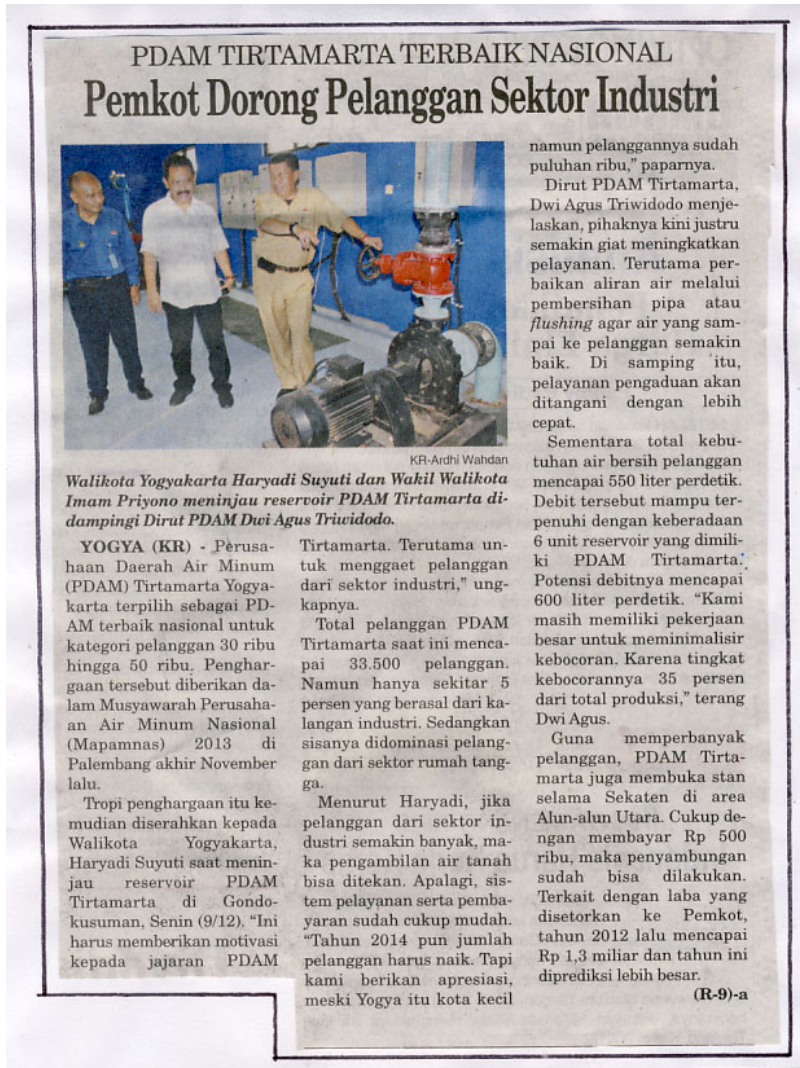 PDAM TIRTAMARTA TERBAIK NASIONAL
Pemkot Dorong Pelanggan Sektor Industri
KR-Ardhi Wahdan
Walikota Yogyakarta Haryadi Suyuti dan Wakil Walikota
Imam Priyono meninjau reservoir PDAM Tirtamarta di-
dampingi Dirut PDAM Dwi Agus Triwidodo.
YOGYA (KR) - Perusa-
haan Daerah Air Minum
(PDAM) Tirtamarta Yogya-
karta terpilih sebagai PD-
AM terbaik nasional untuk
kategori pelanggan 30 ribu
hingga 50 ribu. Penghar-
gaan tersebut diberikan da-
lam Musyawarah Perusaha-
an Air Minum Nasional
(Mapamnas) 2013 di
Palembang akhir November
lalu.
Tropi penghargaan itu ke-
mudian diserahkan kepada
Walikota Yogyakarta,
Haryadi Suyuti saat menin-
jau reservoir PDAM
Tirtamarta di Gondo-
kusuman, Senin (9/12). "Ini
harus memberikan motivasi
kepada jajaran PDAM
Tirtamarta. Terutama un-
tuk menggaet pelanggan
dari sektor industri," ung-
kapnya.
Total pelanggan PDAM
Tirtamarta saat ini menca-
pai 33.500 pelanggan.
Namun hanya sekitar 5
persen yang berasal dari ka-
langan industri. Sedangkan
sisanya didominasi pelang-
gan dari sektor rumah tang-
ga.
Menurut Haryadi, jika
pelanggan dari sektor in-
dustri semakin banyak, ma-
ka pengambilan air tanah
bisa ditekan. Apalagi, sis-
tem pelayanan serta pemba-
yaran sudah cukup mudah.
"Tahun 2014 pun jumlah
pelanggan harus naik. Tapi
kami berikan apresiasi,
meski Yogya itu kota kecil
namun pelanggannya sudah
puluhan ribu," paparnya.
Dirut PDAM Tirtamarta,
Dwi Agus Triwidodo menje-
laskan, pihaknya kini justru
semakin giat meningkatkan
pelayanan. Terutama per-
baikan aliran air melalui
pembersihan pipa atau
flushing agar air yang sam-
pai ke pelanggan semakin
baik. Di samping itu,
pelayanan pengaduan akan
ditangani dengan lebih
cepat.
Sementara total kebu-
tuhan air bersih pelanggan
mencapai 550 liter perdetik.
Debit tersebut mampu ter-
penuhi dengan keberadaan
6 unit reservoir yang dimili-
ki PDAM Tirtamarta.
Potensi debitnya mencapai
600 liter perdetik. "Kami
masih memiliki pekerjaan
besar untuk meminimalisir
kebocoran. Karena tingkat
kebocorannya 35 persen
dari total produksi," terang
Dwi Agus.
Guna memperbanyak
pelanggan, PDAM Tirta-
marta juga membuka stan
selama Sekaten di area
Alun-alun Utara. Cukup de-
ngan membayar Rp 500
ribu, maka penyambungan
sudah bisa dilakukan.
Terkait dengan laba yang
disetorkan ke Pemkot,
tahun 2012 lalu mencapai
Rp 1,3 miliar dan tahun ini
diprediksi lebih besar.
(R-9)-a